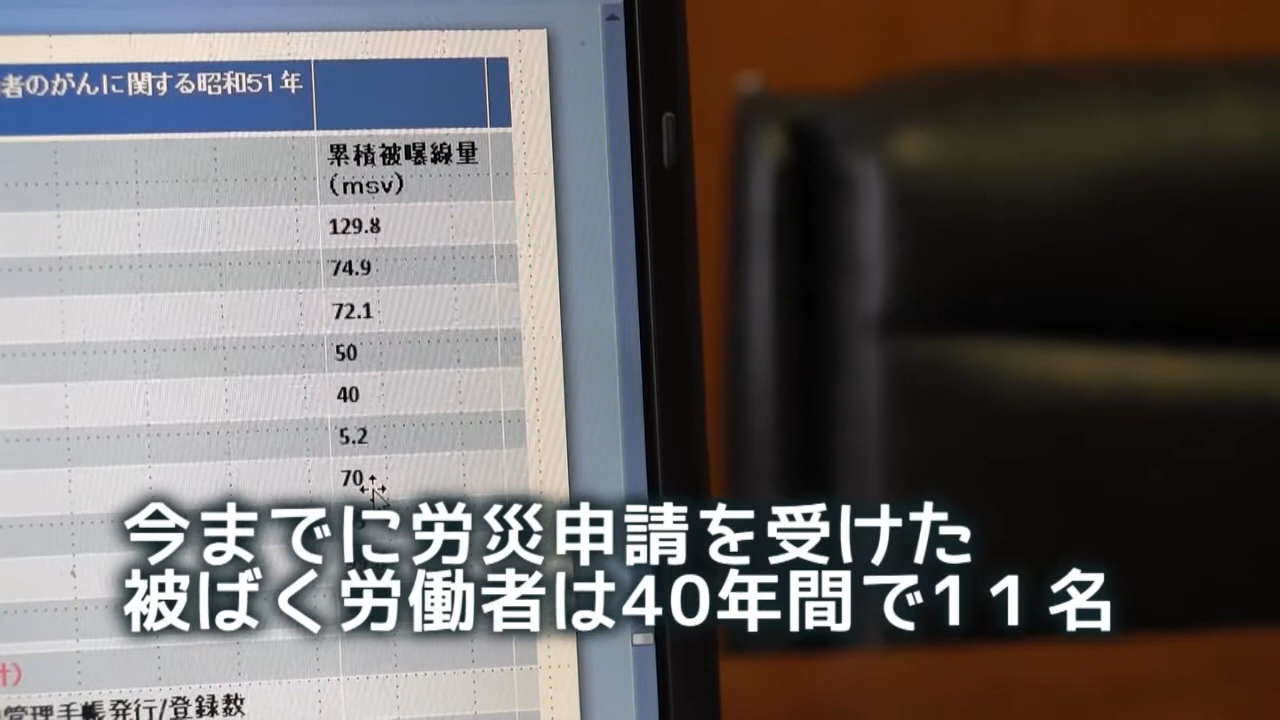 者のがんに関する昭和51年
累積被曝線量
(msv)
129.8
74.9
72.1
50
40
5.2
70
今までに労災申請を受けた
被ばく労働者は40年間で11名
計)
管理手帳発行/登録数